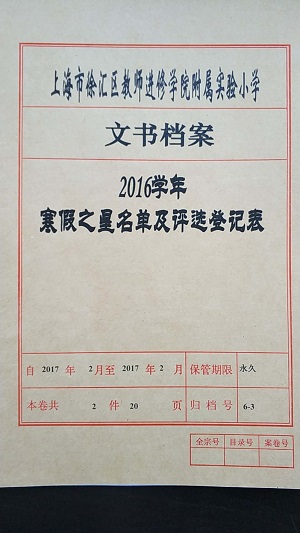 上海市徐汇区教师进修学院附属实验小学
文书档案
2016学年
寒假之星名单及评选登记表
自 2017 年 2 月至 2017 年 2 月 保管期限 永久
本卷共 2 件 20 页 归档号 6-3
全宗号 目录号 案卷号